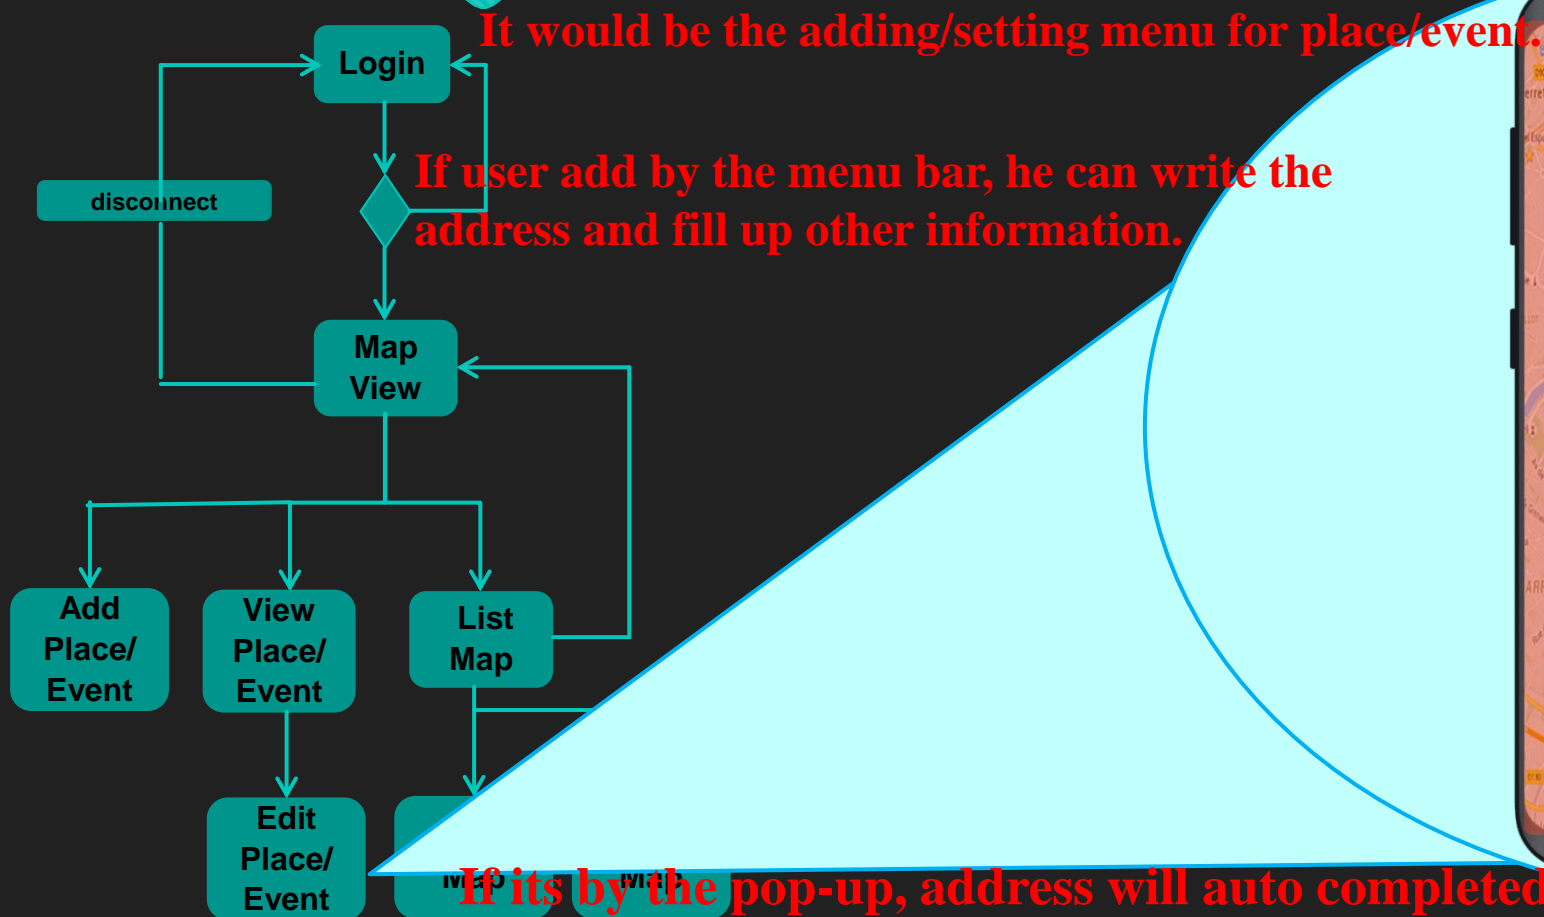 It would be the adding/setting menu for place/event.
Login
If user add by the menu bar, he can write the
address and fill up other information.
disconnect
Map
View
Add
Place/
Event
View
Place/
Event
List
Map
Edit
Place/
Event
Map
Map
If its by the pop-up, address will auto completed